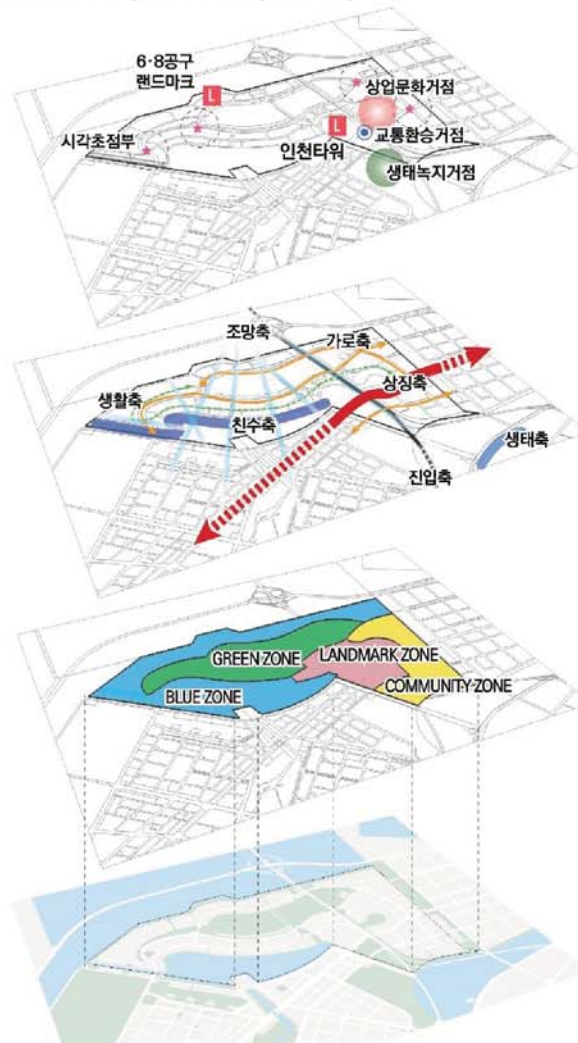 6·8공구
랜드마크
L
상업문화거점
시각초점부
L
교통환승거점
인천타워
생태녹지거점
조망축
가로축
생활축
상징축
친수축
생태축
진입축
GREEN ZONE
LANDMARK ZONE
BLUE ZONE
COMMUNITY ZONE